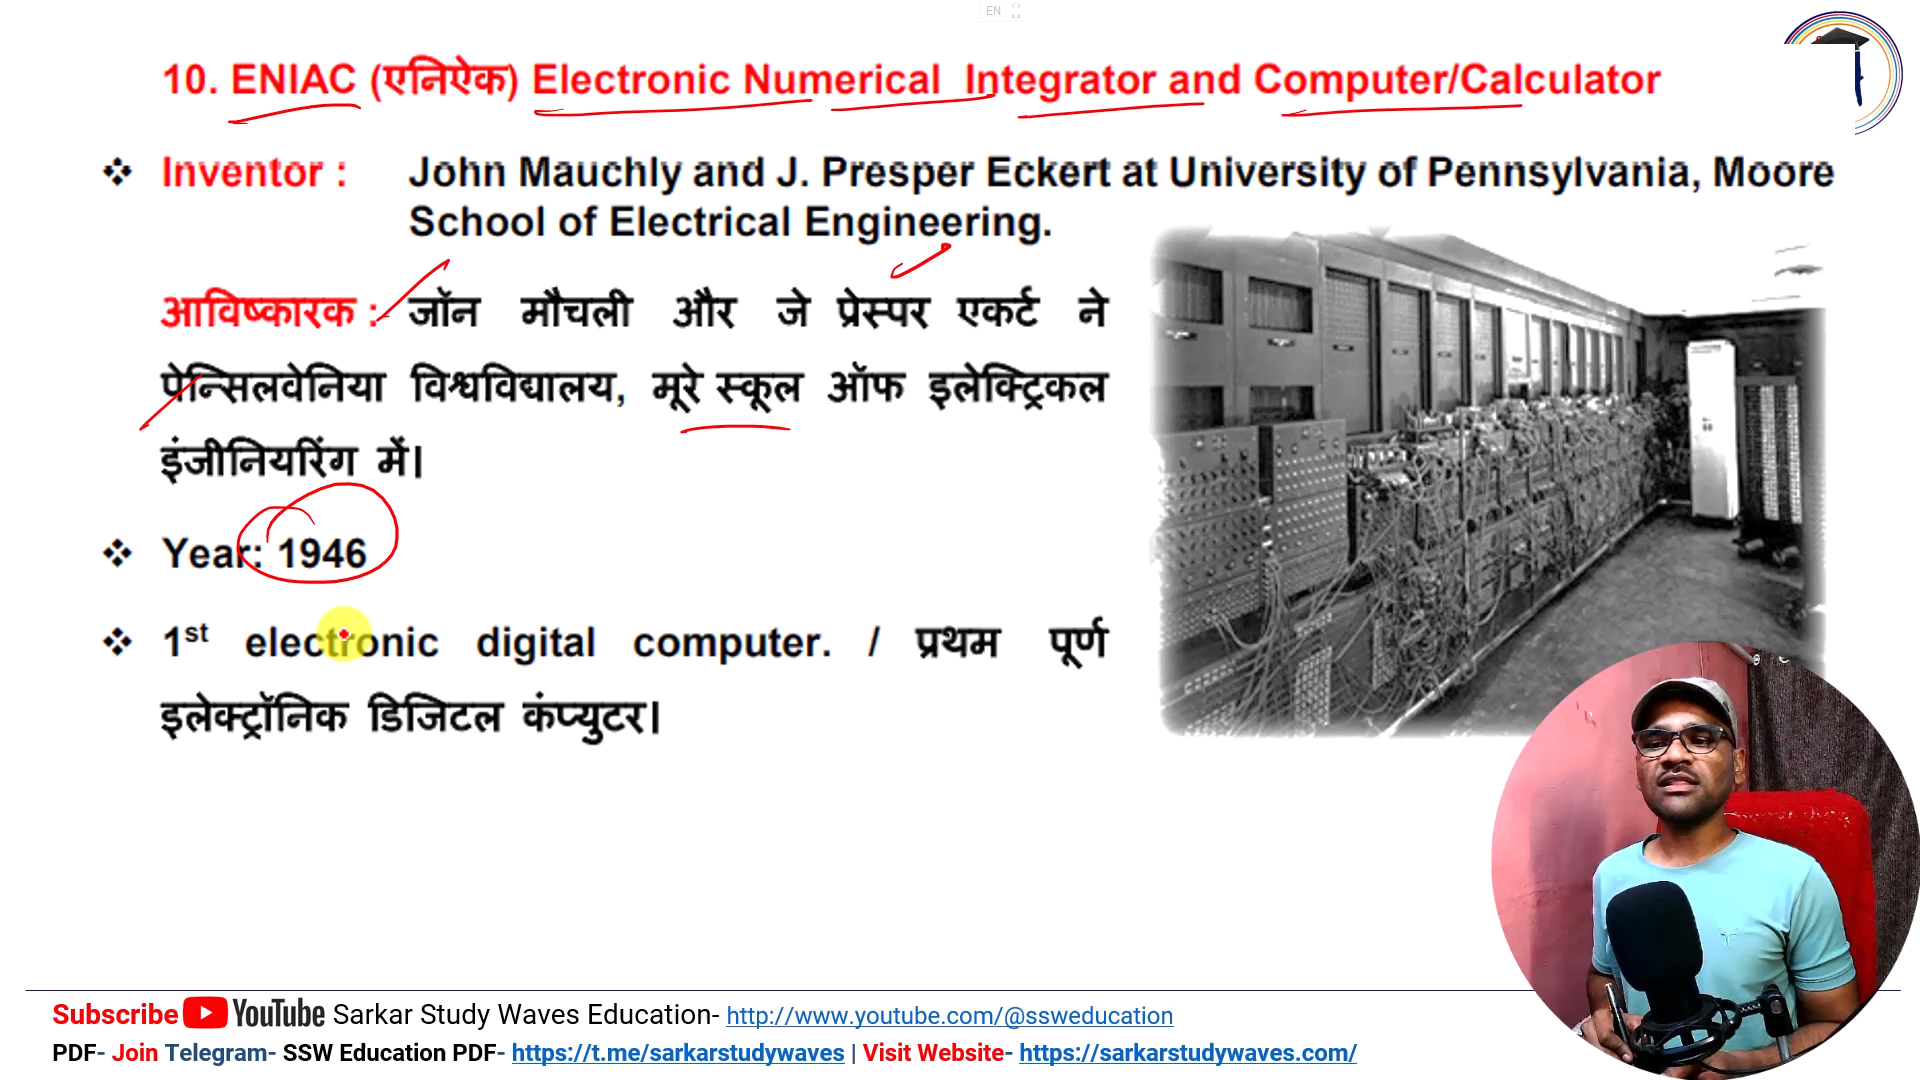 EN
10. ENIAC (एनिऐक) Electronic Numerical Integrator and Computer/Calculator
❖ Inventor : John Mauchly and J. Presper Eckert at University of Pennsylvania, Moore
School of Electrical Engineering.
आविष्कारक : जॉन मौचली और जे प्रेस्पर एकर्ट ने
पेन्सिलवेनिया विश्वविद्यालय, मूरे स्कूल ऑफ इलेक्ट्रिकल
इंजीनियरिंग में।
❖ Year: 1946
❖ 1st electronic digital computer. / प्रथम पूर्ण
इलेक्ट्रॉनिक डिजिटल कंप्युटर।
Subscribe YouTube Sarkar Study Waves Education- http://www.youtube.com/@ssweducation
PDF- Join Telegram- SSW Education PDF- https://t.me/sarkarstudywaves | Visit Website- https://sarkarstudywaves.com/